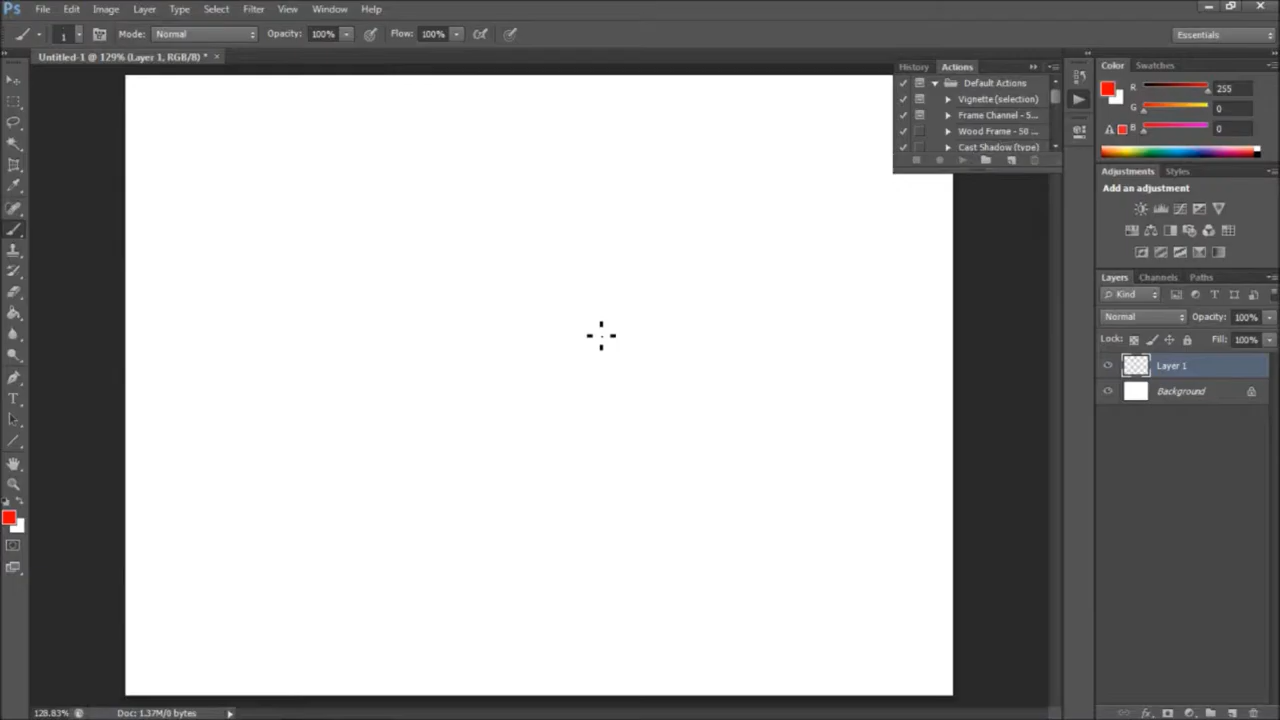 Ps File Edit Image Layer Type Select Filter View Window Help
1 Mode: Normal Opacity: 100% Flow: 100% Essentials
Untitled-1 @ 129% (Layer 1, RGB/8) * ×
History Actions
Default Actions
Vignette (selection)
Frame Channel - 5...
Wood Frame - 50 ...
Cast Shadow (type)
Color Swatches
R 255
G 0
B 0
Adjustments Styles
Add an adjustment
Layers Channels Paths
Kind
Normal Opacity: 100%
Lock: Fill: 100%
Layer 1
Background
128.83% Doc: 1.37M/0 bytes